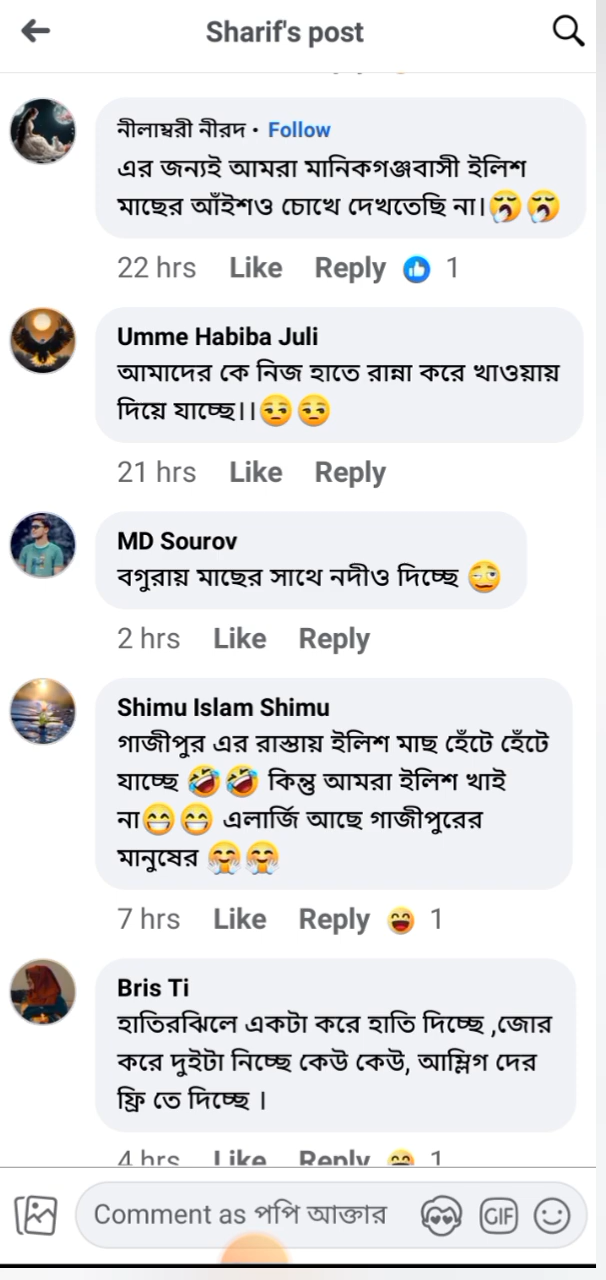 Sharif's post
নীলাম্বরী নীরদ · Follow
এর জন্যই আমরা মানিকগঞ্জবাসী ইলিশ
মাছের আঁইশও চোখে দেখতেছি না।🥱🥱
22 hrs Like Reply 1
Umme Habiba Juli
আমাদের কে নিজ হাতে রান্না করে খাওয়ায়
দিয়ে যাচ্ছে।।😒😒
21 hrs Like Reply
MD Sourov
বগুরায় মাছের সাথে নদীও দিচ্ছে 🥴
2 hrs Like Reply
Shimu Islam Shimu
গাজীপুর এর রাস্তায় ইলিশ মাছ হেঁটে হেঁটে
যাচ্ছে 🤣🤣 কিন্তু আমরা ইলিশ খাই
না😁😁 এলার্জি আছে গাজীপুরের
মানুষের 🤗🤗
7 hrs Like Reply 1
Bris Ti
হাতিরঝিলে একটা করে হাতি দিচ্ছে ,জোর
করে দুইটা নিচ্ছে কেউ কেউ, আম্লিগ দের
ফ্রি তে দিচ্ছে ।
4 hrs Like Reply 1
Comment as পপি আক্তার GIF